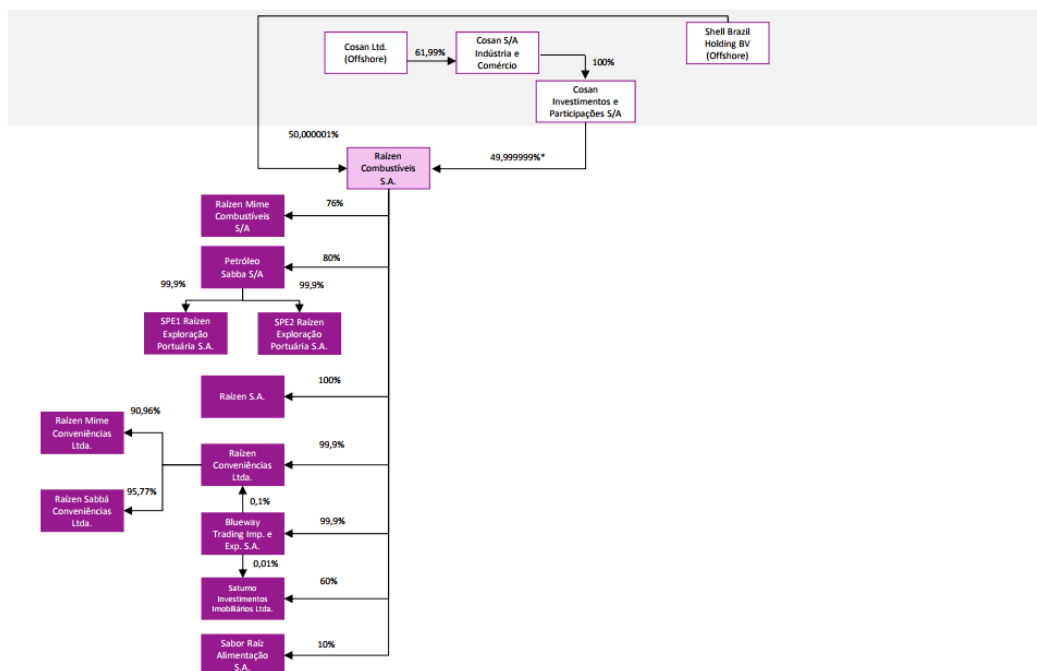 Shell Brazil
Holding BV
(Offshore)
Cosan Ltd.
(Offshore)
61,99%
Cosan S/A
Indústria e
Comércio
100%
Cosan
Investimentos e
Participações S/A
50,000001%
49,999999%*
Raízen
Combustíveis
S.A.
Raízen Mime
Combustíveis
S/A
76%
Petróleo
Sabba S/A
80%
99,9%
99,9%
SPE1 Raízen
Exploração
Portuária S.A.
SPE2 Raízen
Exploração
Portuária S.A.
Raízen S.A.
100%
Raízen Mime
Conveniências
Ltda.
90,96%
Raízen
Conveniências
Ltda.
99,9%
Raízen Sabbá
Conveniências
Ltda.
95,77%
0,1%
Blueway
Trading Imp. e
Exp. S.A.
99,9%
0,01%
Saturno
Investimentos
Imobiliários Ltda.
60%
Sabor Raíz
Alimentação
S.A.
10%